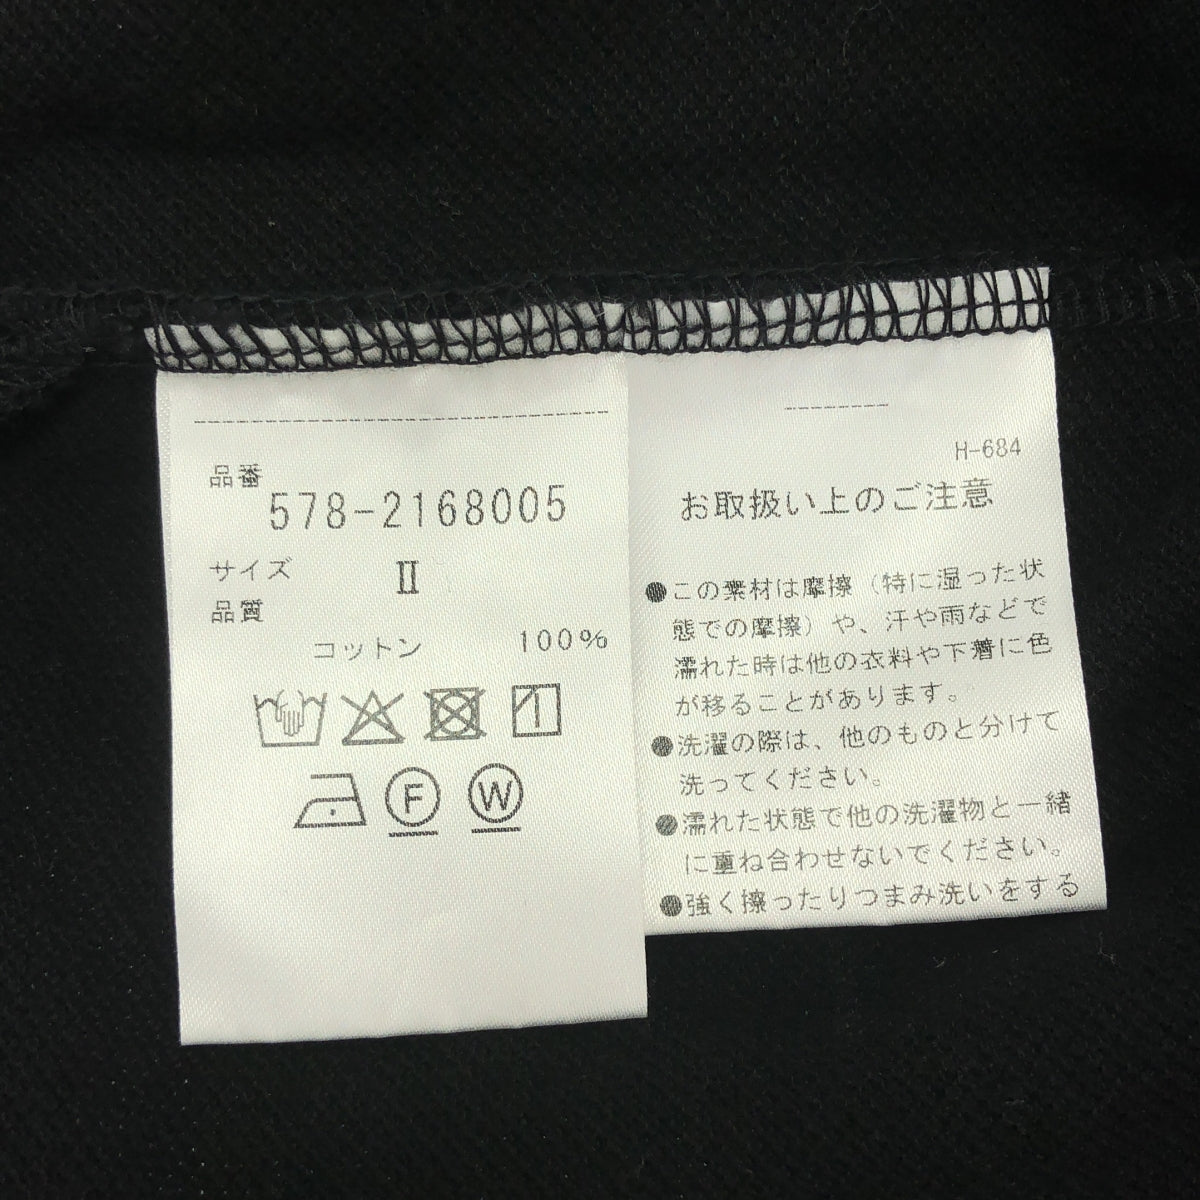 品番
578-2168005
サイズ Ⅱ
品質
コットン 100%
F W
H-684
お取扱い上のご注意
●この素材は摩擦（特に湿った状
態での摩擦）や、汗や雨などで
濡れた時は他の衣料や下着に色
が移ることがあります。
●洗濯の際は、他のものと分けて
洗ってください。
●濡れた状態で他の洗濯物と一緒
に重ね合わせないでください。
●強く擦ったりつまみ洗いをする